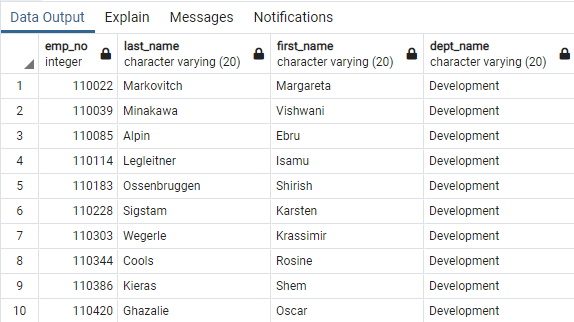 Data Output Explain Messages Notifications
emp_no last_name first_name dept_name
integer character varying (20) character varying (20) character varying (20)
1 110022 Markovitch Margareta Development
2 110039 Minakawa Vishwani Development
3 110085 Alpin Ebru Development
4 110114 Legleitner Isamu Development
5 110183 Ossenbruggen Shirish Development
6 110228 Sigstam Karsten Development
7 110303 Wegerle Krassimir Development
8 110344 Cools Rosine Development
9 110386 Kieras Shem Development
10 110420 Ghazalie Oscar Development